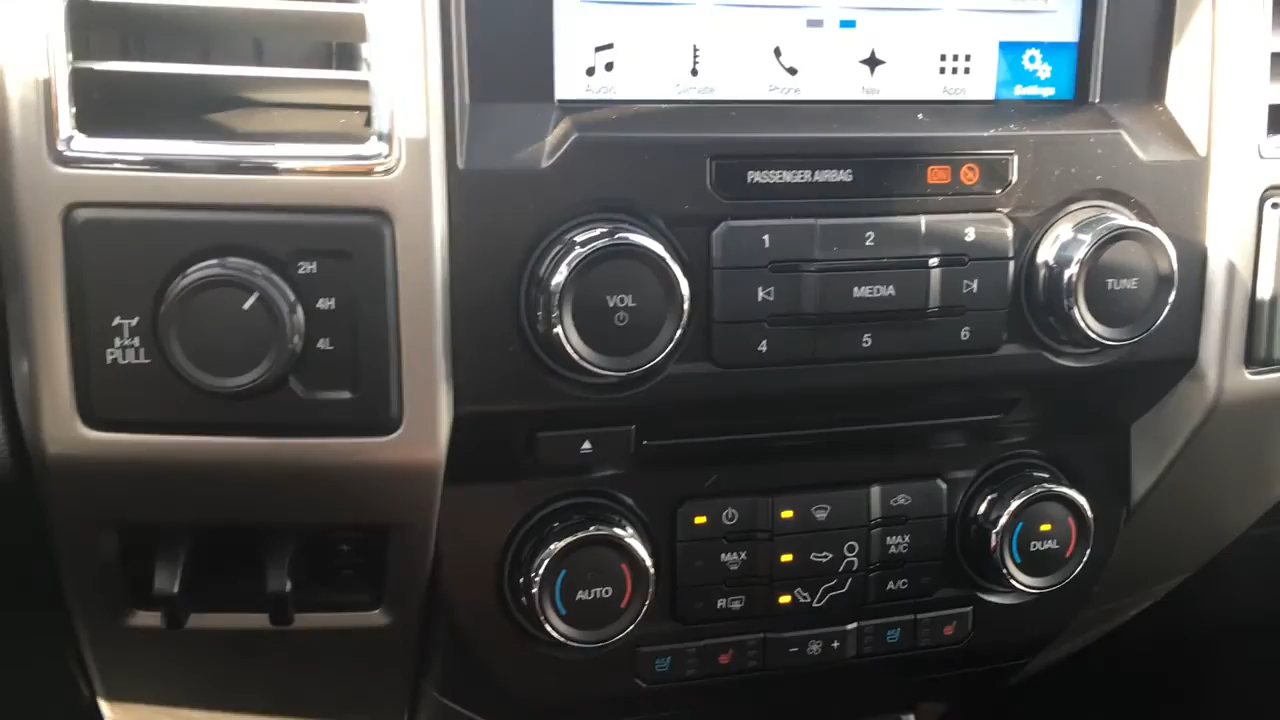 Audio Climate Phone Nav Apps Settings
PASSENGER AIRBAG ON
2H
4H
4L
PULL
VOL
1 2 3
MEDIA
4 5 6
TUNE
AUTO
MAX
R
MAX
A/C
A/C
DUAL
- +